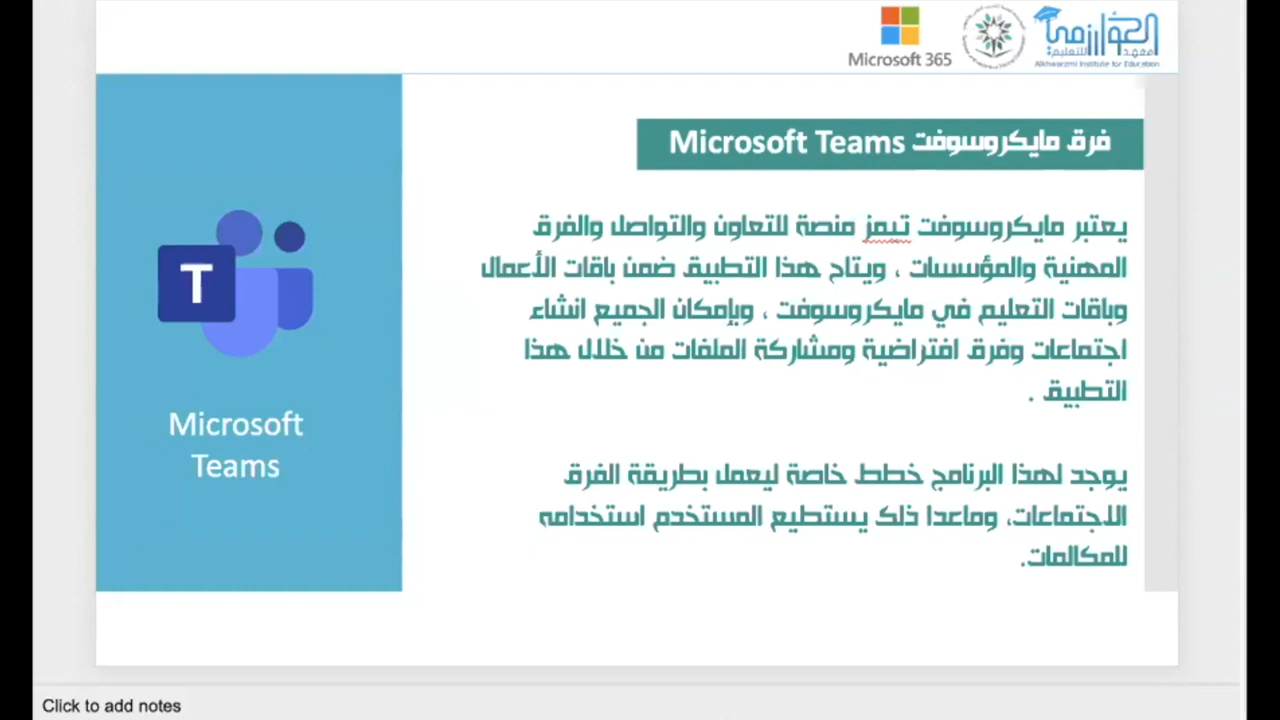 Microsoft 365
الخوارزمي
معهد للتعليم
Alkhwarzmi Institute for Education
فرق مايكروسوفت Microsoft Teams
يعتبر مايكروسوفت تيمز منصة للتعاون والتواصل والفرق
المهنية والمؤسسات ، ويتاح هذا التطبيق ضمن باقات الأعمال
وباقات التعليم في مايكروسوفت ، وبإمكان الجميع انشاء
اجتماعات وفرق افتراضية ومشاركة الملفات من خلال هذا
التطبيق .
يوجد لهذا البرنامج خطط خاصة ليعمل بطريقة الفرق
الاجتماعات، وماعدا ذلك يستطيع المستخدم استخدامه
للمكالمات.
T
Microsoft
Teams
Click to add notes